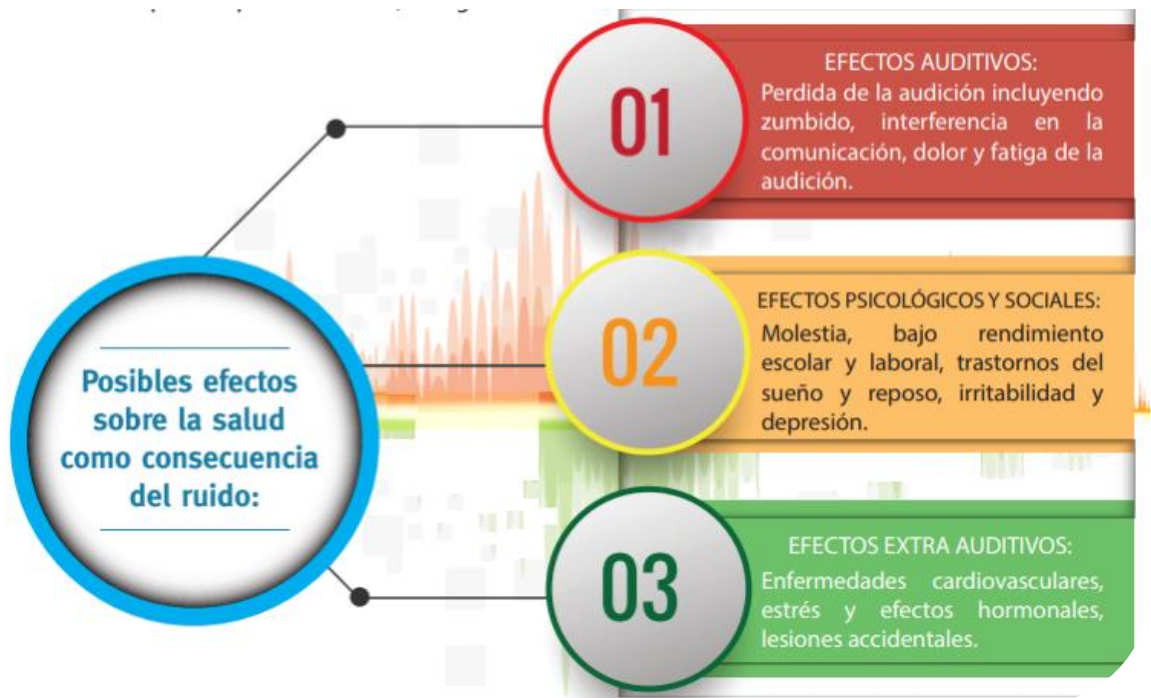 Posibles efectos
sobre la salud
como consecuencia
del ruido:
01
EFECTOS AUDITIVOS:
Perdida de la audición incluyendo
zumbido, interferencia en la
comunicación, dolor y fatiga de la
audición.
02
EFECTOS PSICOLÓGICOS Y SOCIALES:
Molestia, bajo rendimiento
escolar y laboral, trastornos del
sueño y reposo, irritabilidad y
depresión.
03
EFECTOS EXTRA AUDITIVOS:
Enfermedades cardiovasculares,
estrés y efectos hormonales,
lesiones accidentales.